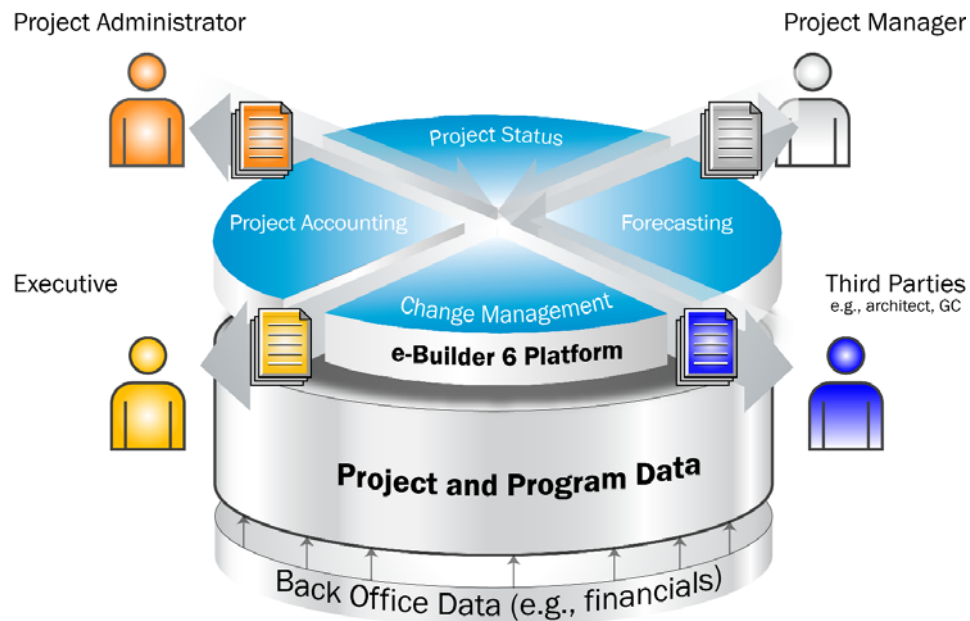 Project Administrator
Project Manager
Project Status
Project Accounting
Forecasting
Executive
Third Parties
e.g., architect, GC
Change Management
e-Builder 6 Platform
Project and Program Data
Back Office Data (e.g., financials)